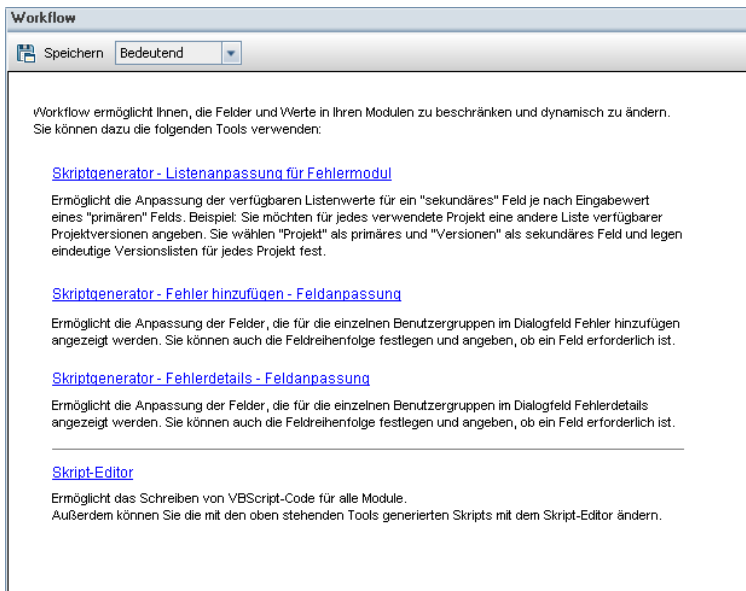 Workflow
Speichern Bedeutend
Workflow ermöglicht Ihnen, die Felder und Werte in Ihren Modulen zu beschränken und dynamisch zu ändern.
Sie können dazu die folgenden Tools verwenden:
Skriptgenerator - Listenanpassung für Fehlermodul
Ermöglicht die Anpassung der verfügbaren Listenwerte für ein "sekundäres" Feld je nach Eingabewert
eines "primären" Felds. Beispiel: Sie möchten für jedes verwendete Projekt eine andere Liste verfügbarer
Projektversionen angeben. Sie wählen "Projekt" als primäres und "Versionen" als sekundäres Feld und legen
eindeutige Versionslisten für jedes Projekt fest.
Skriptgenerator - Fehler hinzufügen - Feldanpassung
Ermöglicht die Anpassung der Felder, die für die einzelnen Benutzergruppen im Dialogfeld Fehler hinzufügen
angezeigt werden. Sie können auch die Feldreihenfolge festlegen und angeben, ob ein Feld erforderlich ist.
Skriptgenerator - Fehlerdetails - Feldanpassung
Ermöglicht die Anpassung der Felder, die für die einzelnen Benutzergruppen im Dialogfeld Fehlerdetails
angezeigt werden. Sie können auch die Feldreihenfolge festlegen und angeben, ob ein Feld erforderlich ist.
Skript-Editor
Ermöglicht das Schreiben von VBScript-Code für alle Module.
Außerdem können Sie die mit den oben stehenden Tools generierten Skripts mit dem Skript-Editor ändern.